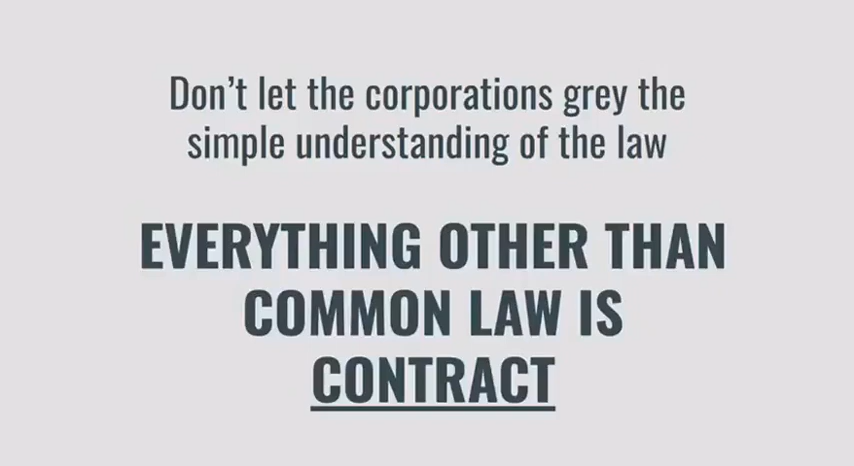 Don’t let the corporations grey the
simple understanding of the law
EVERYTHING OTHER THAN
COMMON LAW IS
CONTRACT